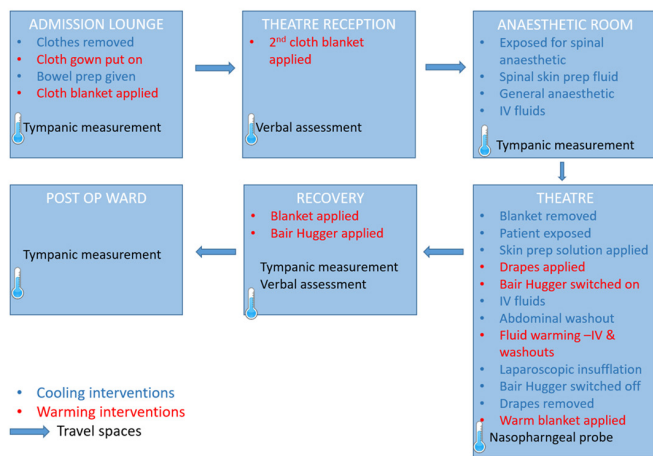 ADMISSION LOUNGE
• Clothes removed
• Cloth gown put on
• Bowel prep given
• Cloth blanket applied
Tympanic measurement
THEATRE RECEPTION
• 2nd cloth blanket
applied
Verbal assessment
ANAESTHETIC ROOM
• Exposed for spinal
anaesthetic
• Spinal skin prep fluid
• General anaesthetic
• IV fluids
Tympanic measurement
POST OP WARD
Tympanic measurement
RECOVERY
• Blanket applied
• Bair Hugger applied
Tympanic measurement
Verbal assessment
THEATRE
• Blanket removed
• Patient exposed
• Skin prep solution applied
• Drapes applied
• Bair Hugger switched on
• IV fluids
• Abdominal washout
• Fluid warming –IV &
washouts
• Laparoscopic insufflation
• Bair Hugger switched off
• Drapes removed
• Warm blanket applied
Nasopharngeal probe
• Cooling interventions
• Warming interventions
Travel spaces